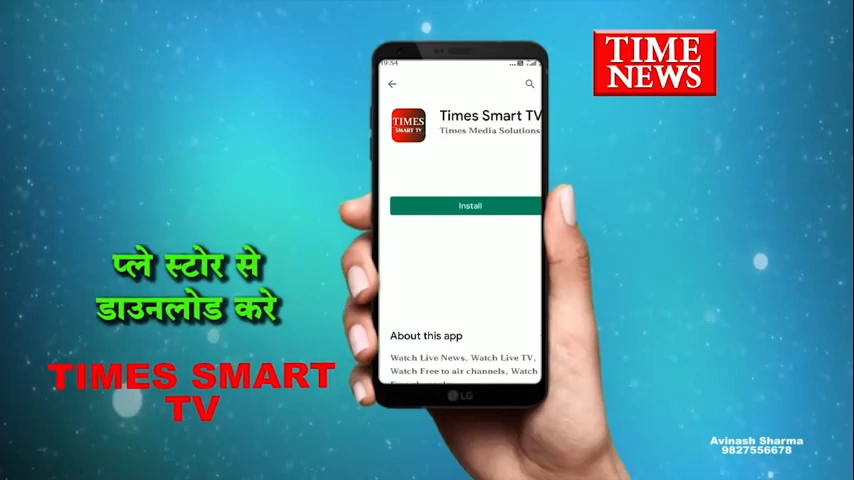 TIME
NEWS
19:54
Times Smart TV
Times Media Solutions
TIMES
SMART TV
Install
About this app
Watch Live News, Watch Live TV,
Watch Free to air channels, Watch
प्ले स्टोर से
डाउनलोड करे
TIMES SMART
TV
LG
Avinash Sharma
9827556678